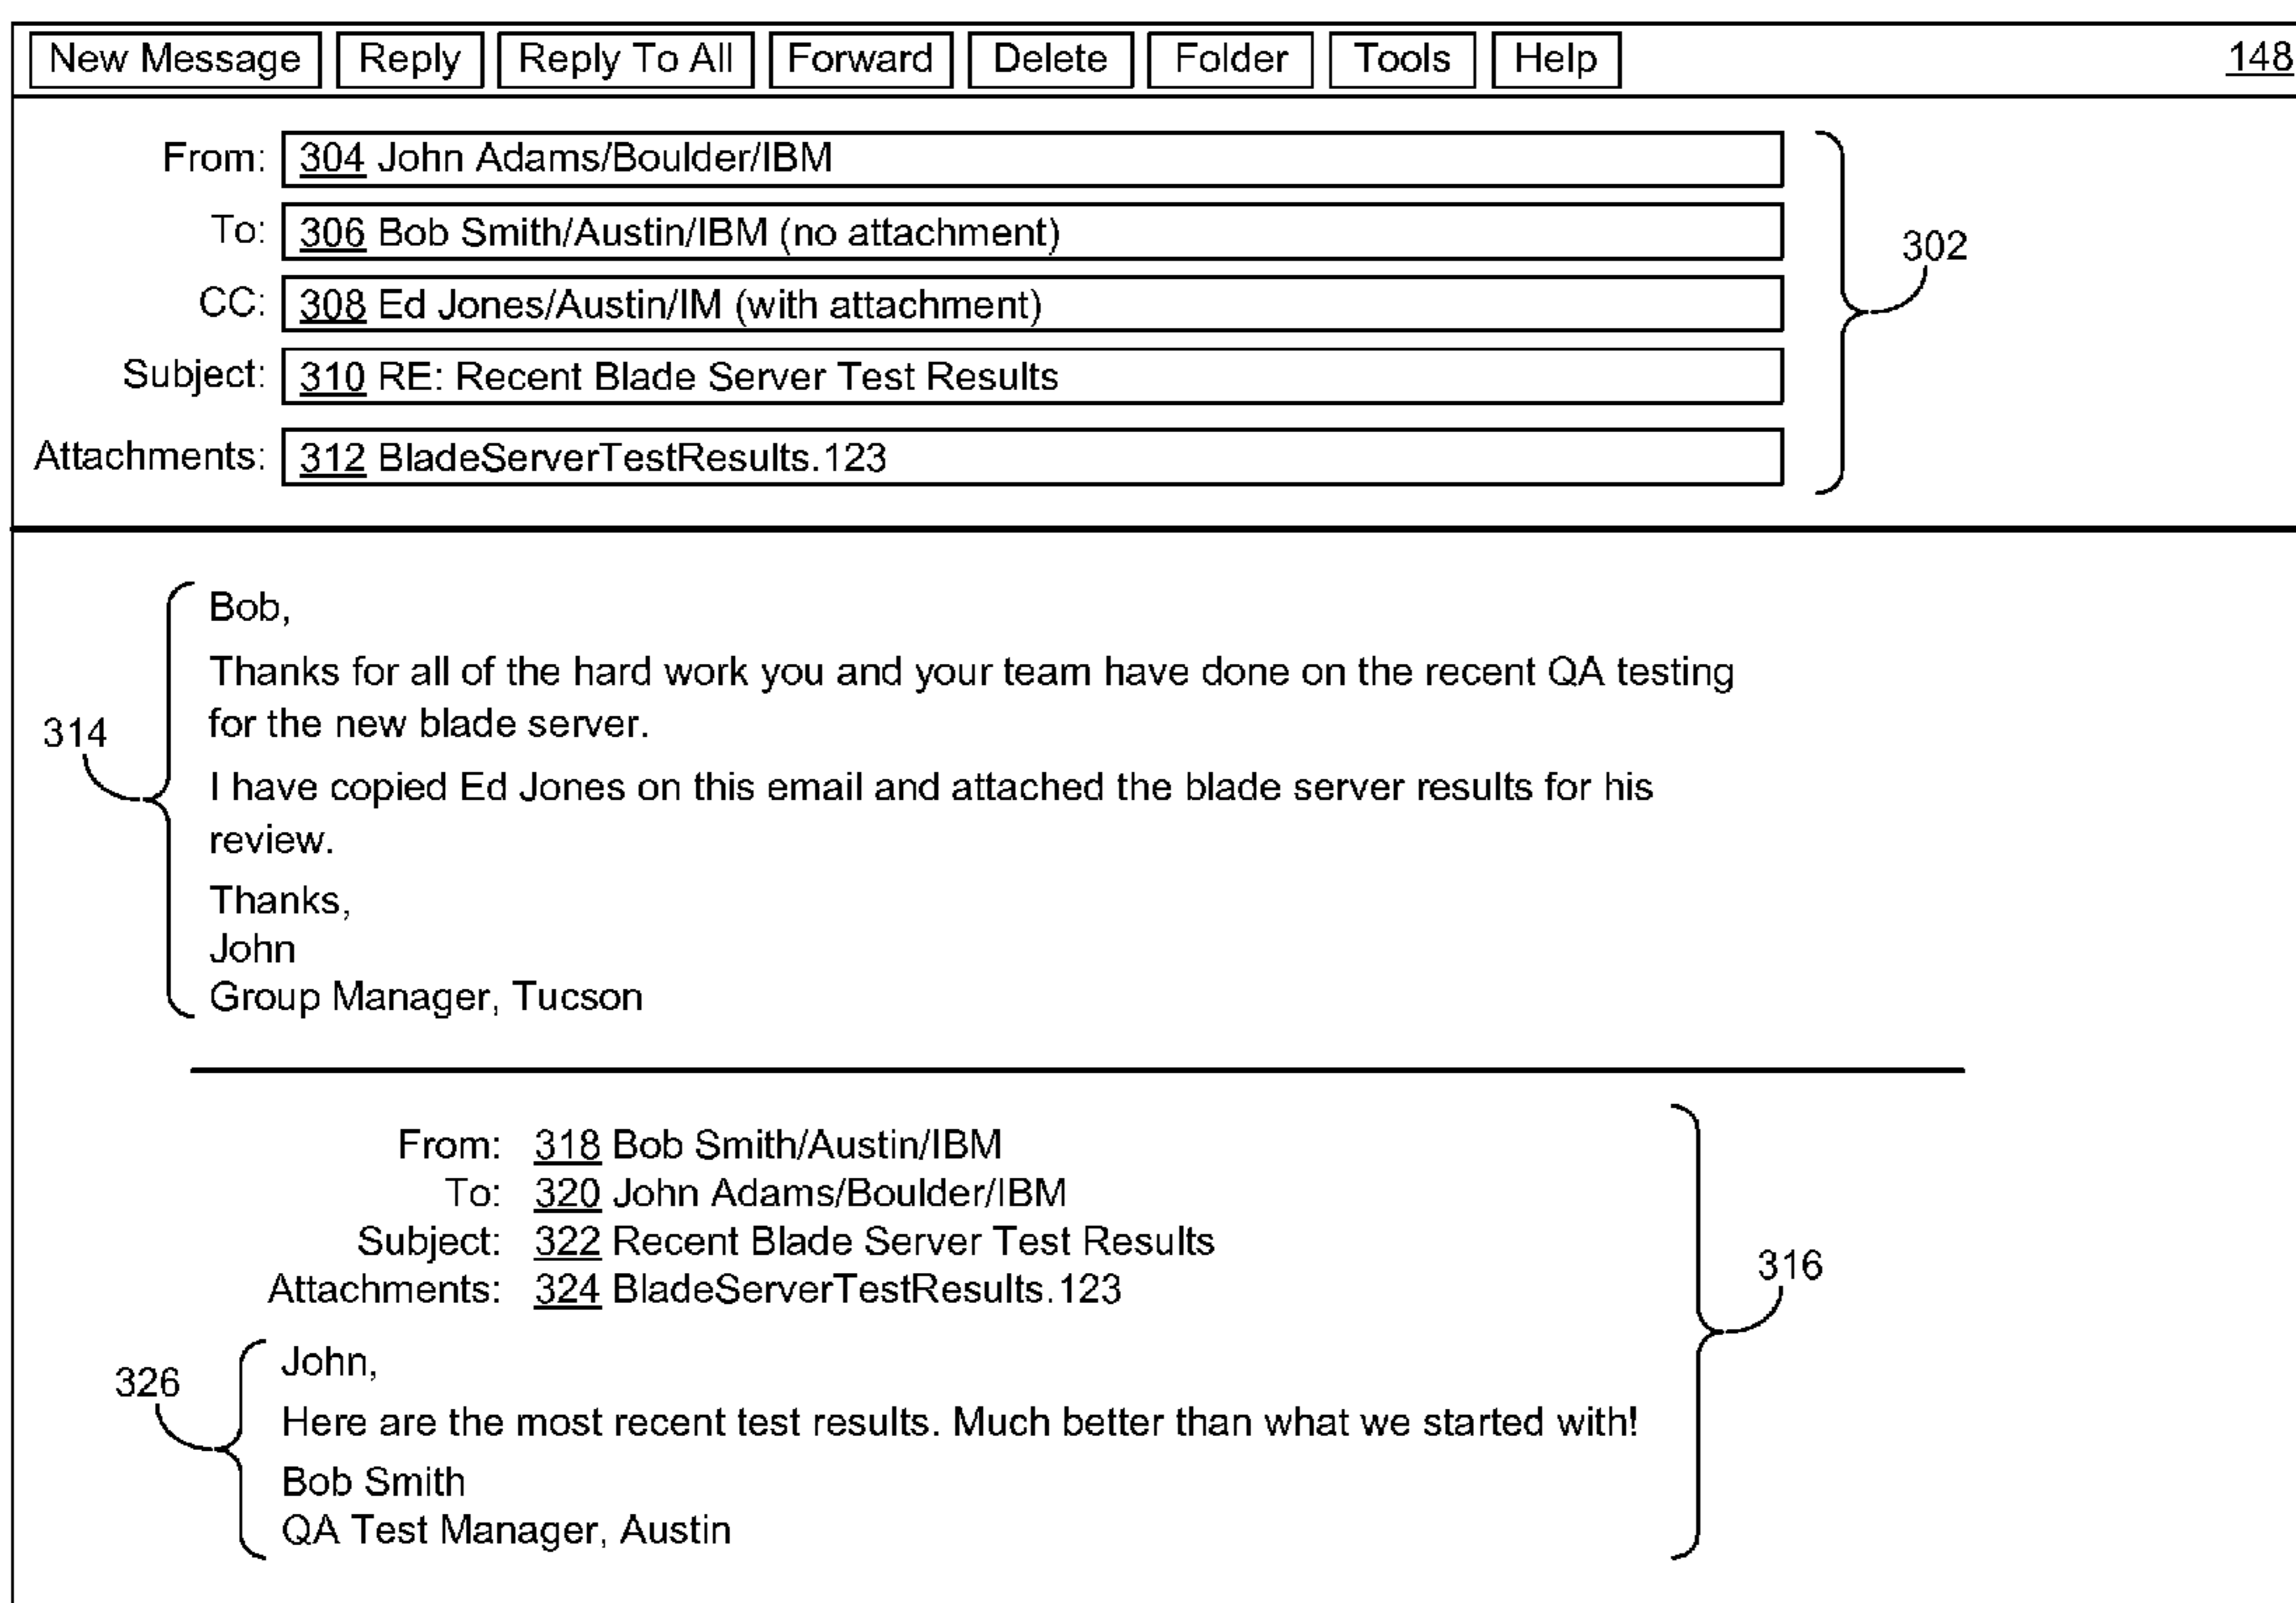 New Message Reply Reply To All Forward Delete Folder Tools Help 148
From: 304 John Adams/Boulder/IBM
To: 306 Bob Smith/Austin/IBM (no attachment)
302
CC: 308 Ed Jones/Austin/IM (with attachment)
Subject: 310 RE: Recent Blade Server Test Results
Attachments: 312 BladeServerTestResults.123
Bob,
Thanks for all of the hard work you and your team have done on the recent QA testing
for the new blade server.
314
I have copied Ed Jones on this email and attached the blade server results for his
review.
Thanks,
John
Group Manager, Tucson
From: 318 Bob Smith/Austin/IBM
To: 320 John Adams/Boulder/IBM
Subject: 322 Recent Blade Server Test Results
316
Attachments: 324 BladeServerTestResults.123
John,
326
Here are the most recent test results. Much better than what we started with!
Bob Smith
QA Test Manager, Austin